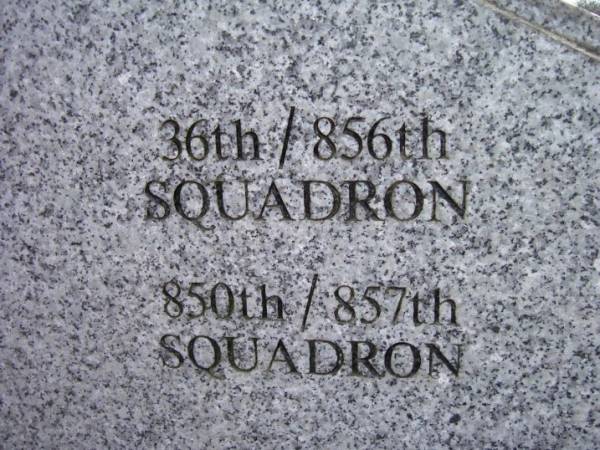 36th / 856th
SQUADRON
850th / 857th
SQUADRON